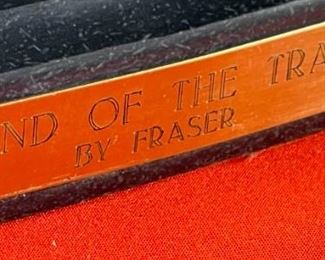 ND OF THE TRA
BY FRASER